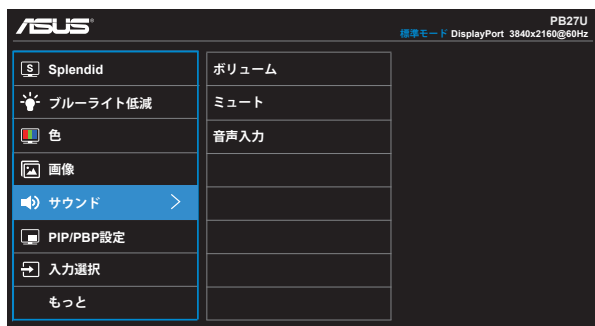 ASUS
PB27U
標準モード DisplayPort 3840x2160@60Hz
S Splendid
ブルーライト低減
色
画像
サウンド
PIP/PBP設定
入力選択
もっと
ボリューム
ミュート
音声入力